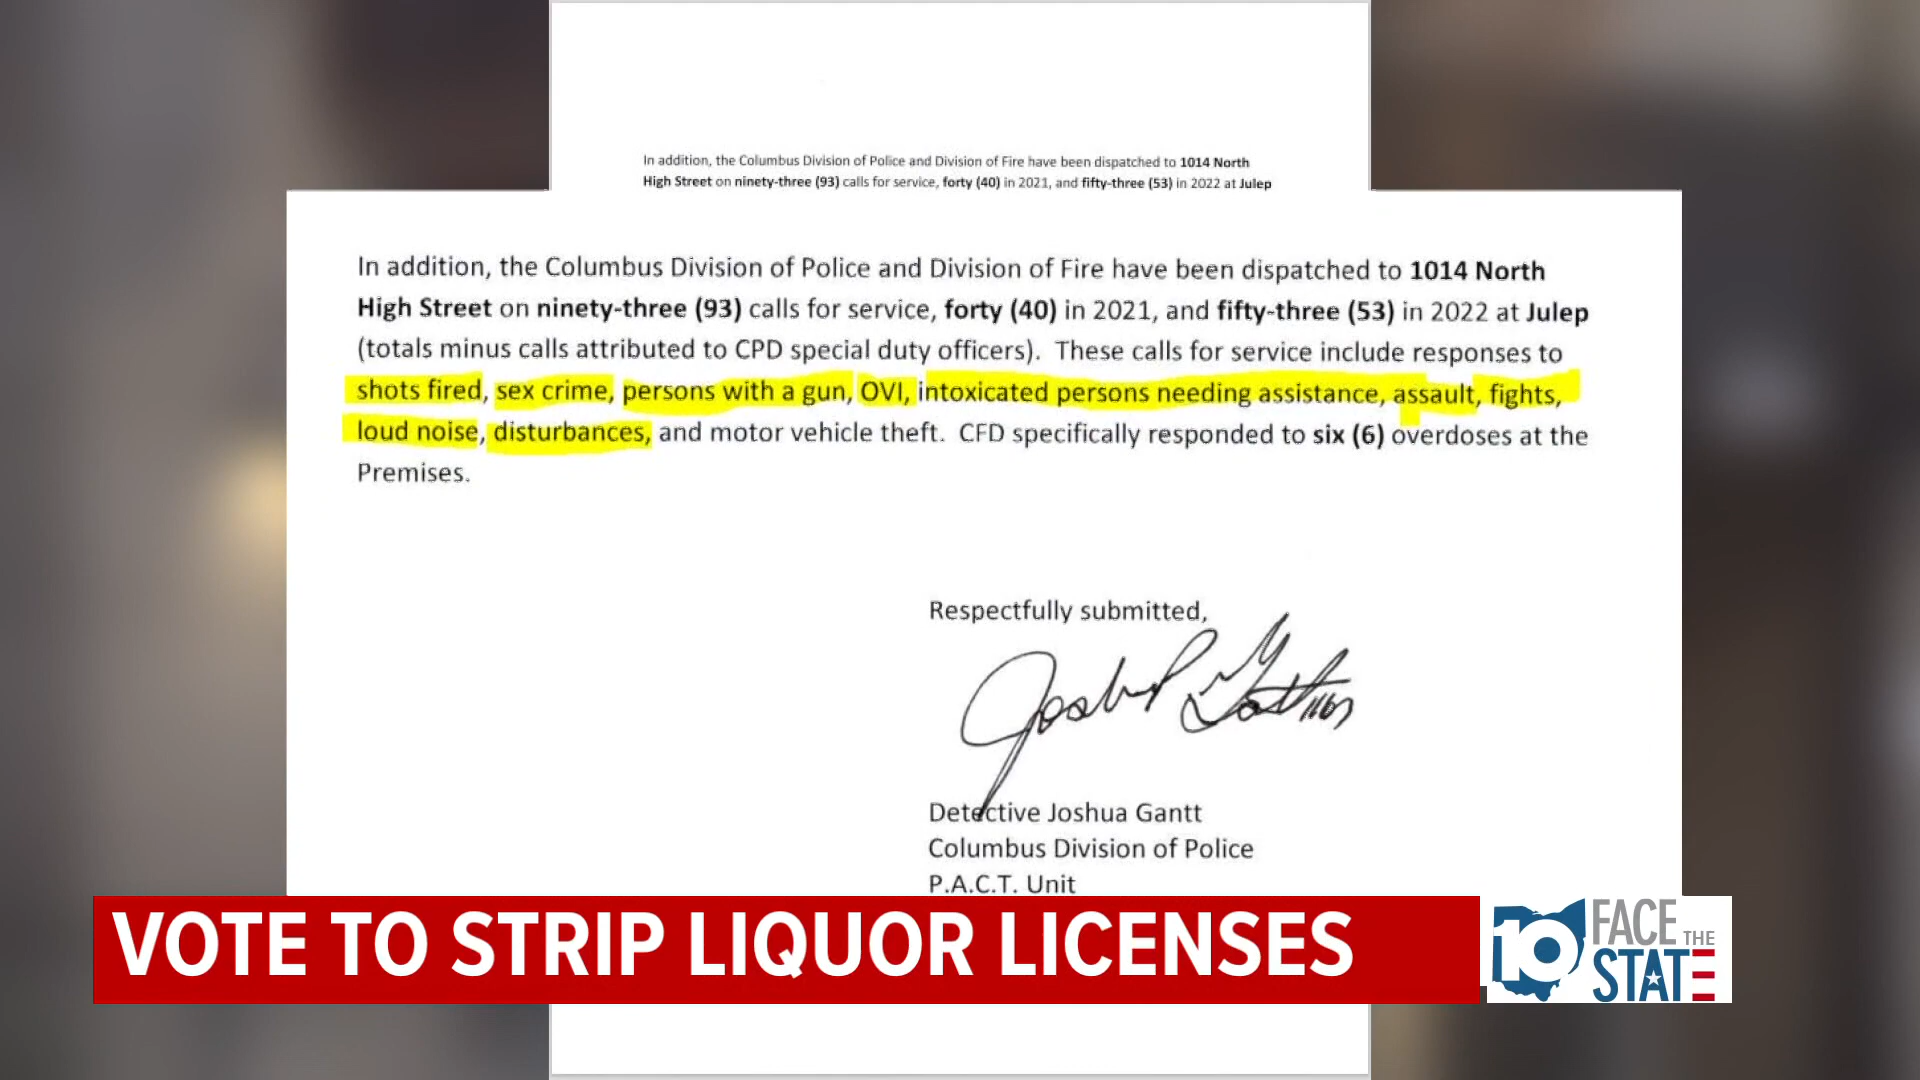 In addition, the Columbus Division of Police and Division of Fire have been dispatched to 1014 North
High Street on ninety-three (93) calls for service, forty (40) in 2021, and fifty-three (53) in 2022 at Julep
In addition, the Columbus Division of Police and Division of Fire have been dispatched to 1014 North
High Street on ninety-three (93) calls for service, forty (40) in 2021, and fifty-three (53) in 2022 at Julep
(totals minus calls attributed to CPD special duty officers). These calls for service include responses to
shots fired, sex crime, persons with a gun, OVI, intoxicated persons needing assistance, assault, fights,
loud noise, disturbances, and motor vehicle theft. CFD specifically responded to six (6) overdoses at the
Premises.
Respectfully submitted,
Detective Joshua Gantt
Columbus Division of Police
P.A.C.T. Unit
VOTE TO STRIP LIQUOR LICENSES
10 FACE THE STATE